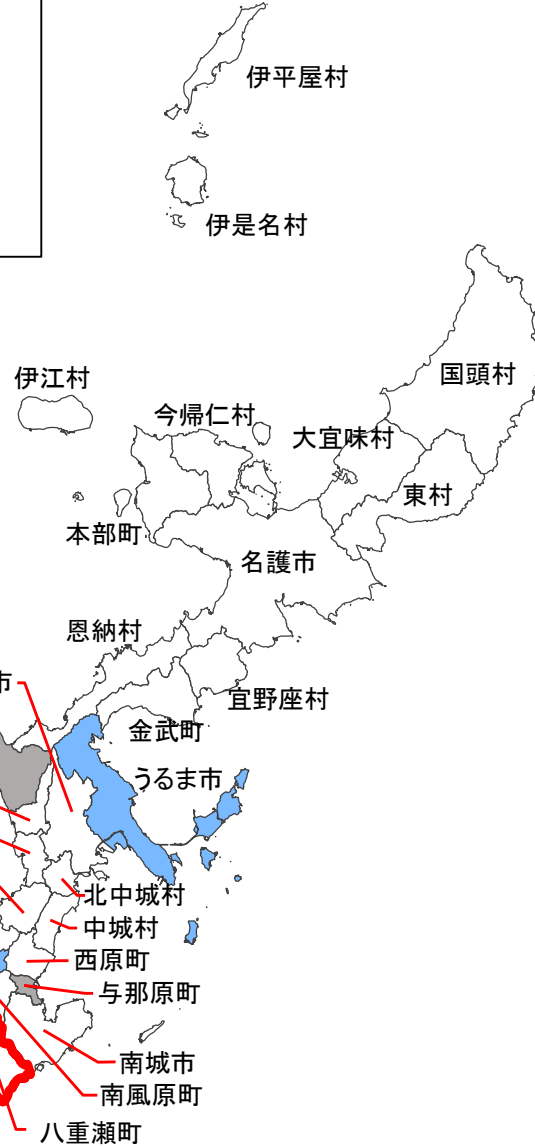 伊平屋村
伊是名村
国頭村
伊江村
今帰仁村
大宜味村
東村
本部町
名護市
恩納村
市
宜野座村
金武町
うるま市
北中城村
中城村
西原町
与那原町
南城市
南風原町
八重瀬町